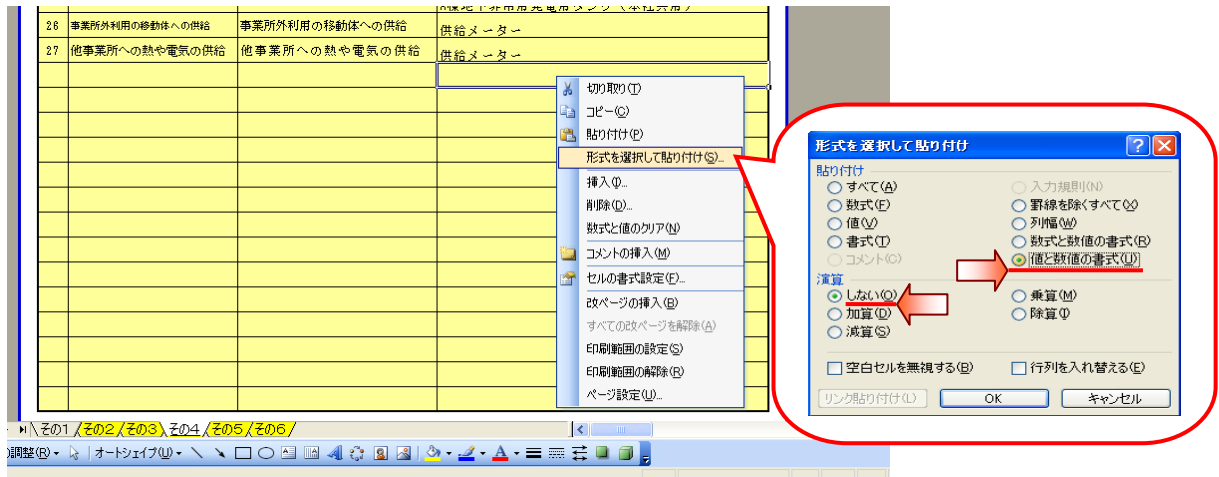 26 事業所外利用の移動体への供給 事業所外利用の移動体への供給 供給メーター
27 他事業所への熱や電気の供給 他事業所への熱や電気の供給 供給メーター
切り取り(T)
コピー(C)
貼り付け(P)
形式を選択して貼り付け(S)...
挿入(I)...
削除(D)...
数式と値のクリア(N)
コメントの挿入(M)
セルの書式設定(F)...
改ページの挿入(B)
すべての改ページを解除(A)
印刷範囲の設定(S)
印刷範囲の解除(R)
ページ設定(U)...
形式を選択して貼り付け
貼り付け
すべて(A) 入力規則(N)
数式(F) 罫線を除くすべて(X)
値(V) 列幅(W)
書式(T) 数式と数値の書式(R)
コメント(C) 値と数値の書式(U)
演算
しない(O) 乗算(M)
加算(D) 除算(I)
減算(S)
空白セルを無視する(B) 行列を入れ替える(E)
リンク貼り付け(L) OK キャンセル
その1 その2 その3 その4 その5 その6
の調整(R) オートシェイプ(U)